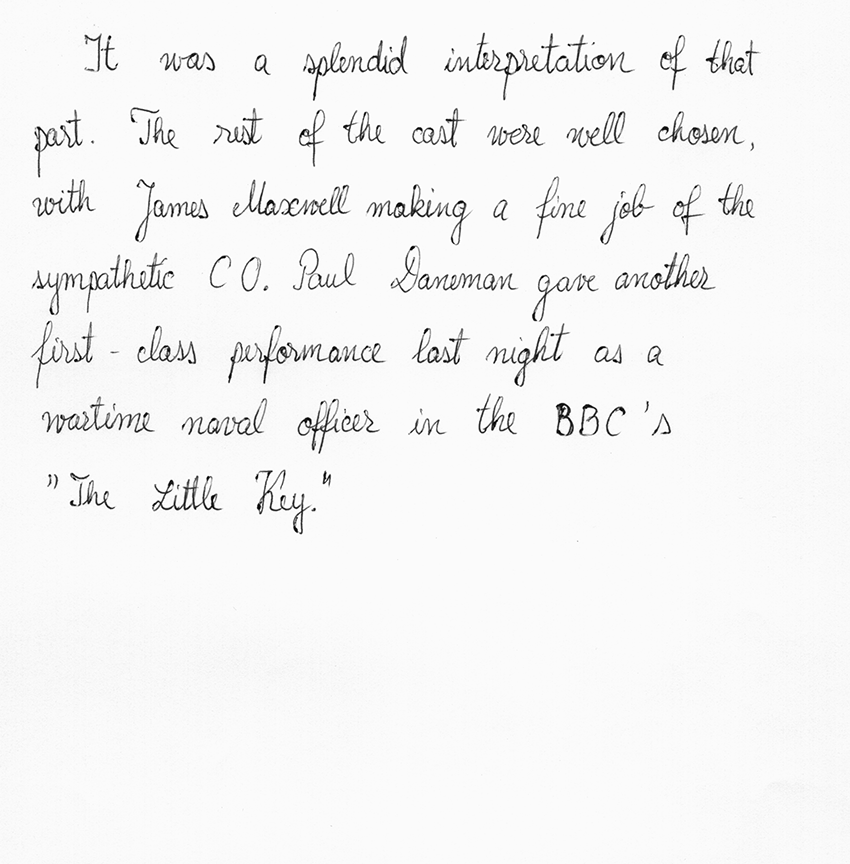 It was a splendid interpretation of that
part. The rest of the cast were well chosen,
with James Maxwell making a fine job of the
sympathetic C O. Paul Daneman gave another
first - class performance last night as a
wartime naval officer in the BBC's
"The Little Key."